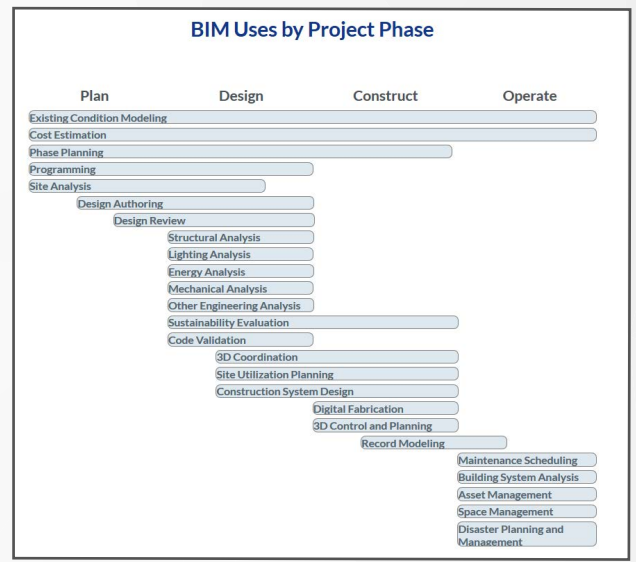 BIM Uses by Project Phase
Plan Design Construct Operate
Existing Condition Modeling
Cost Estimation
Phase Planning
Programming
Site Analysis
Design Authoring
Design Review
Structural Analysis
Lighting Analysis
Energy Analysis
Mechanical Analysis
Other Engineering Analysis
Sustainability Evaluation
Code Validation
3D Coordination
Site Utilization Planning
Construction System Design
Digital Fabrication
3D Control and Planning
Record Modeling
Maintenance Scheduling
Building System Analysis
Asset Management
Space Management
Disaster Planning and
Management